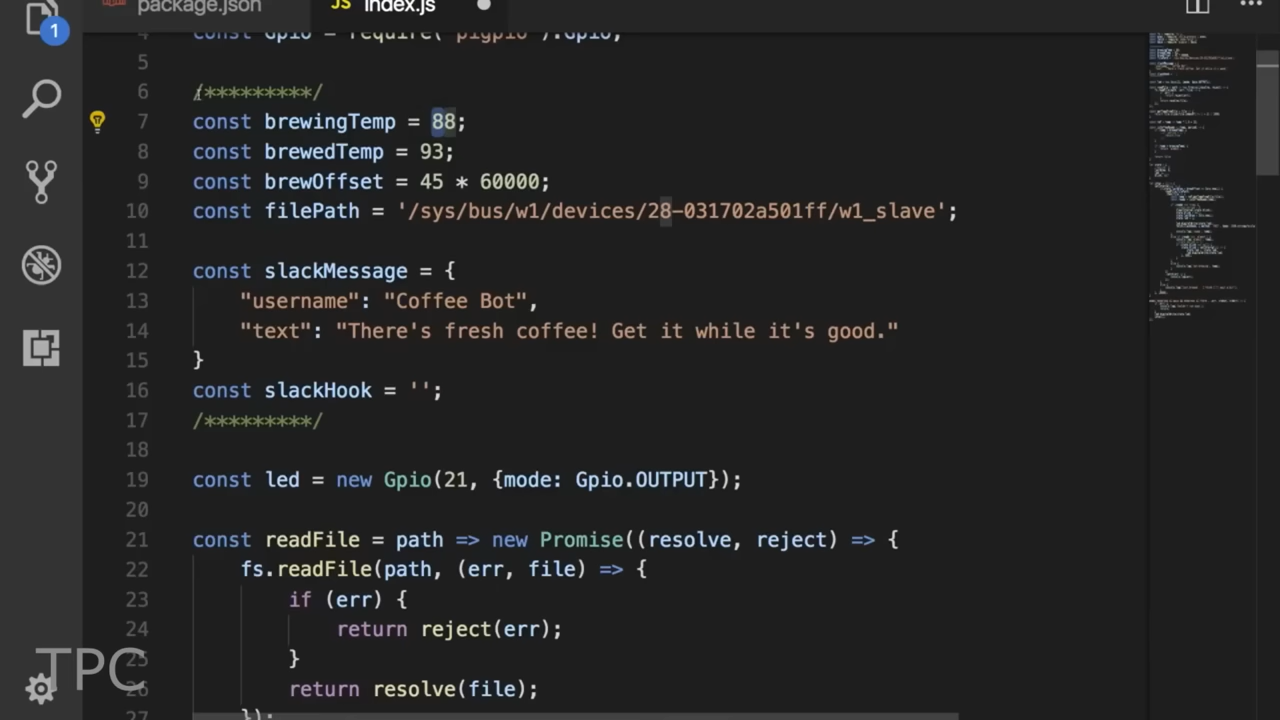 package.json
JS index.js
1
4 const Gpio = require('pigpio').Gpio;
5
6 /*********/
7 const brewingTemp = 88;
8 const brewedTemp = 93;
9 const brewOffset = 45 * 60000;
10 const filePath = '/sys/bus/w1/devices/28-031702a501ff/w1_slave';
11
12 const slackMessage = {
13 "username": "Coffee Bot",
14 "text": "There's fresh coffee! Get it while it's good."
15 }
16 const slackHook = '';
17 /*********/
18
19 const led = new Gpio(21, {mode: Gpio.OUTPUT});
20
21 const readFile = path => new Promise((resolve, reject) => {
22 fs.readFile(path, (err, file) => {
23 if (err) {
24 return reject(err);
25 }
26 return resolve(file);
27 });
TPC